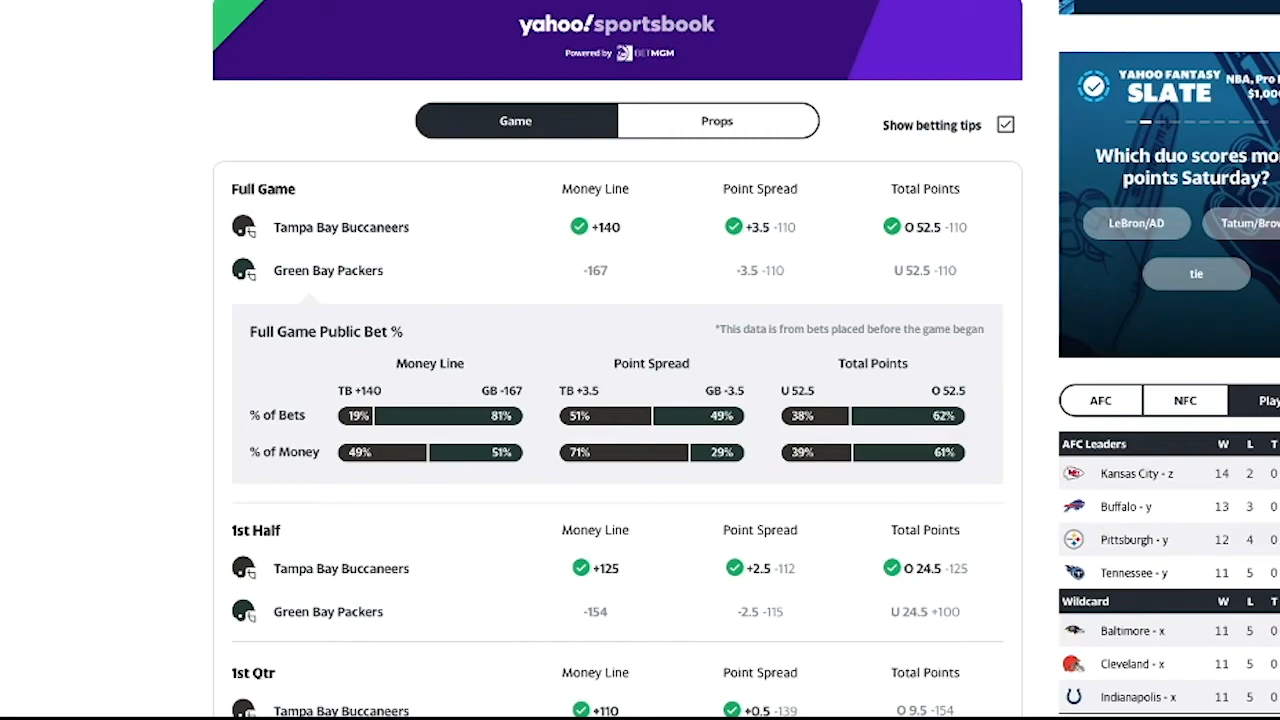 yahoo!sportsbook
Powered by BETMGM
Game Props Show betting tips
Full Game Money Line Point Spread Total Points
Tampa Bay Buccaneers +140 +3.5 -110 O 52.5 -110
Green Bay Packers -167 -3.5 -110 U 52.5 -110
Full Game Public Bet % *This data is from bets placed before the game began
Money Line Point Spread Total Points
TB +140 GB -167 TB +3.5 GB -3.5 U 52.5 O 52.5
% of Bets 19% 81% 51% 49% 38% 62%
% of Money 49% 51% 71% 29% 39% 61%
1st Half Money Line Point Spread Total Points
Tampa Bay Buccaneers +125 +2.5 -112 O 24.5 -125
Green Bay Packers -154 -2.5 -115 U 24.5 +100
1st Qtr Money Line Point Spread Total Points
Tampa Bay Buccaneers +110 +0.5 -139 O 9.5 -154
YAHOO FANTASY
SLATE
NBA, Pro
$1,00
Which duo scores mo
points Saturday?
LeBron/AD Tatum/Brow
tie
AFC NFC Play
AFC Leaders W L T
Kansas City - z 14 2 0
Buffalo - y 13 3 0
Pittsburgh - y 12 4 0
Tennessee - y 11 5 0
Wildcard W L T
Baltimore - x 11 5 0
Cleveland - x 11 5 0
Indianapolis - x 11 5 0